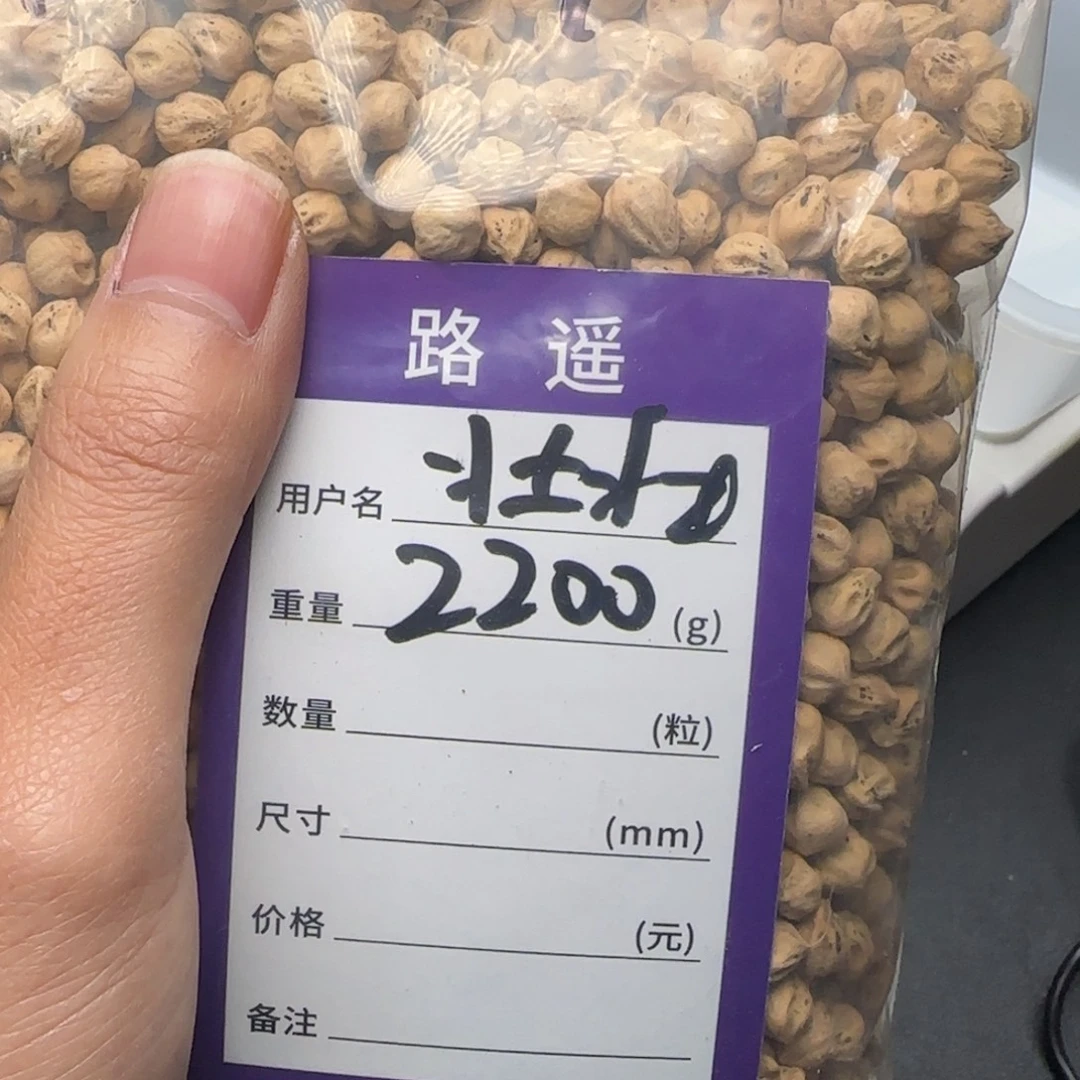 路遥
用户名
重量 2200 (g)
数量 (粒)
尺寸 (mm)
价格 (元)
备注